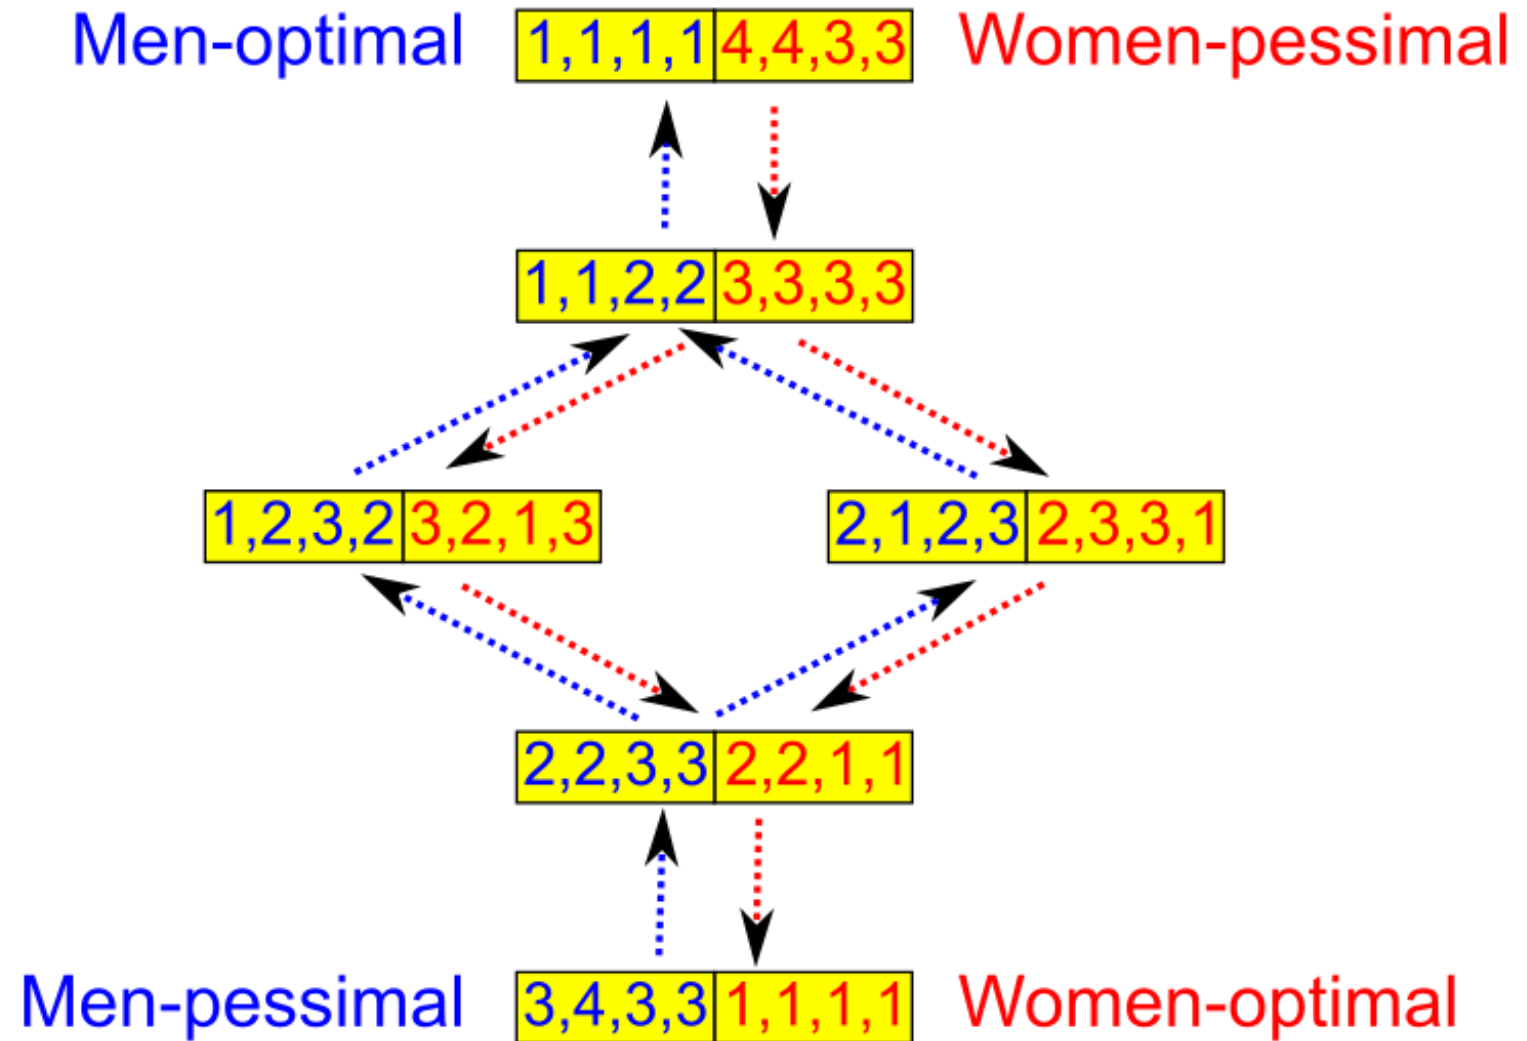 Men-optimal 1,1,1,1 4,4,3,3 Women-pessimal
1,1,2,2 3,3,3,3
1,2,3,2 3,2,1,3 2,1,2,3 2,3,3,1
2,2,3,3 2,2,1,1
Men-pessimal 3,4,3,3 1,1,1,1 Women-optimal